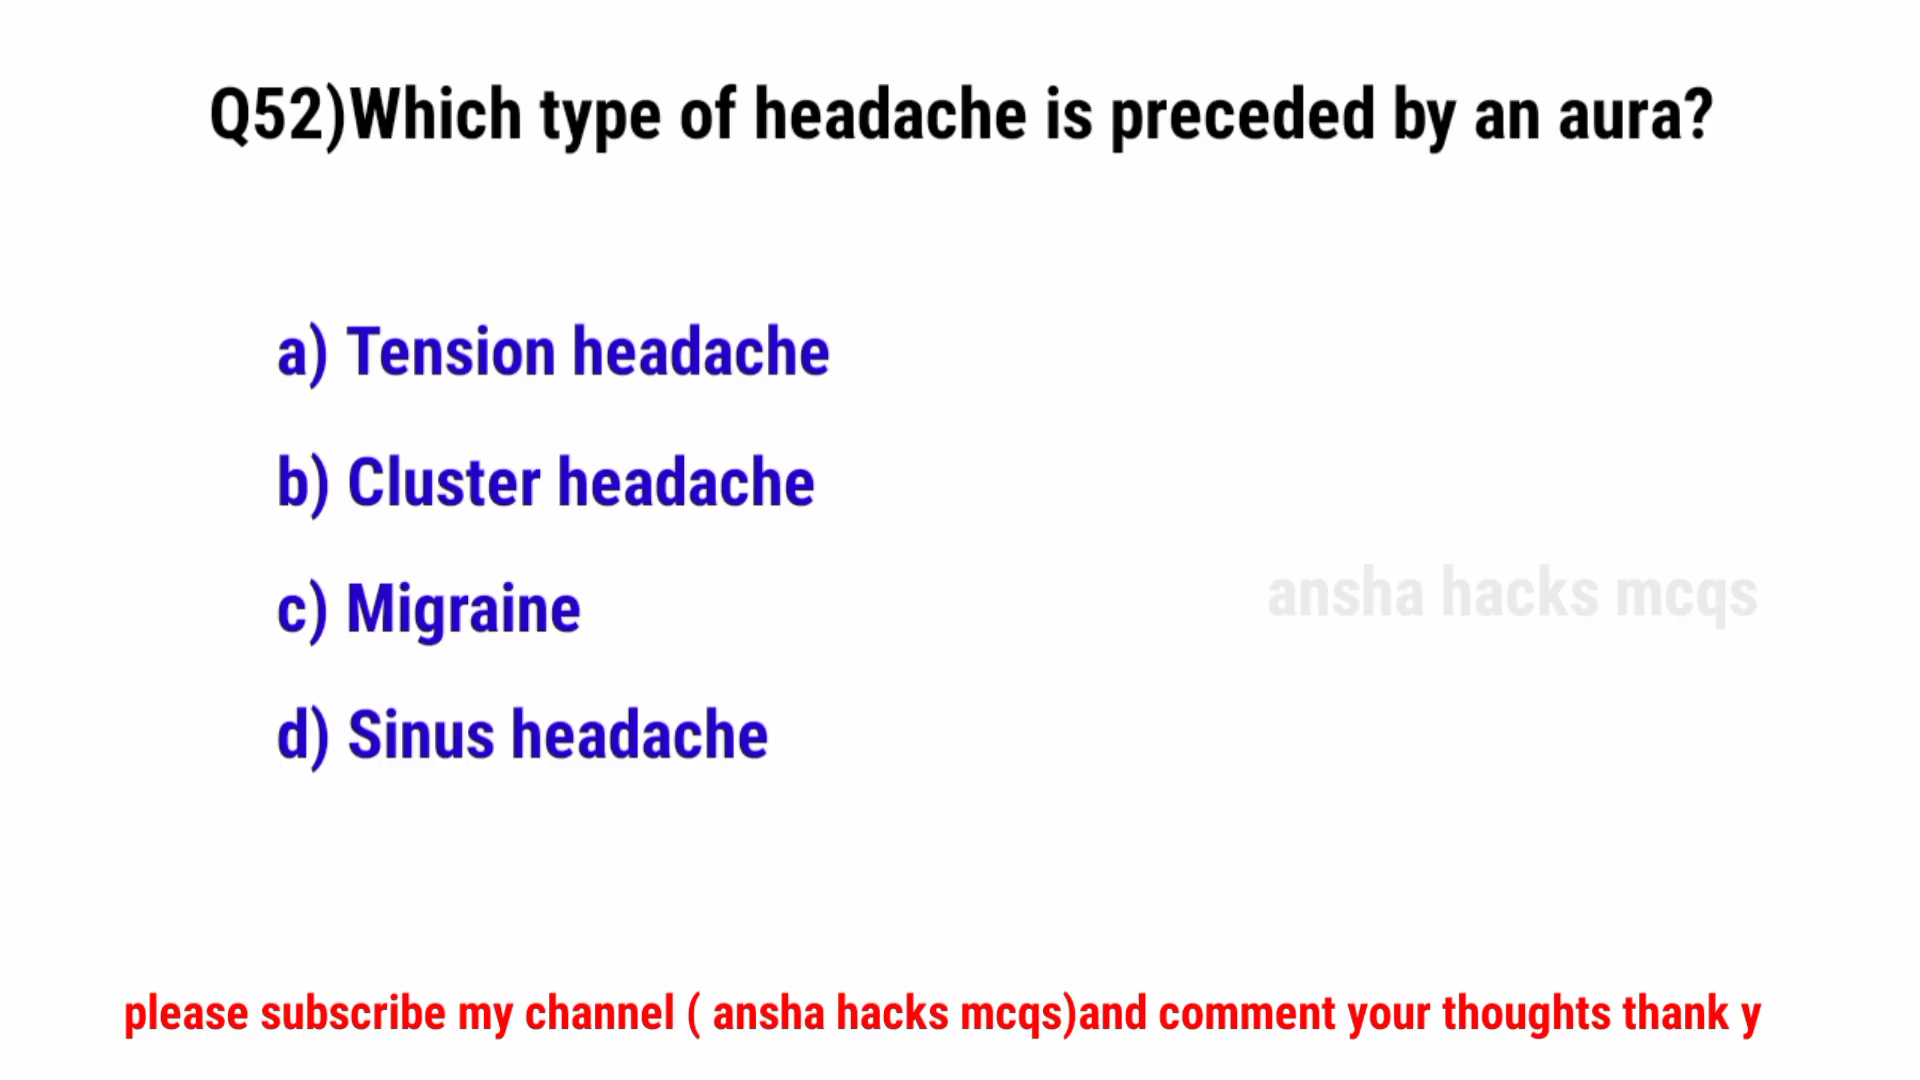 Q52)Which type of headache is preceded by an aura?
a) Tension headache
b) Cluster headache
c) Migraine
ansha hacks mcqs
d) Sinus headache
please subscribe my channel ( ansha hacks mcqs)and comment your thoughts thank y